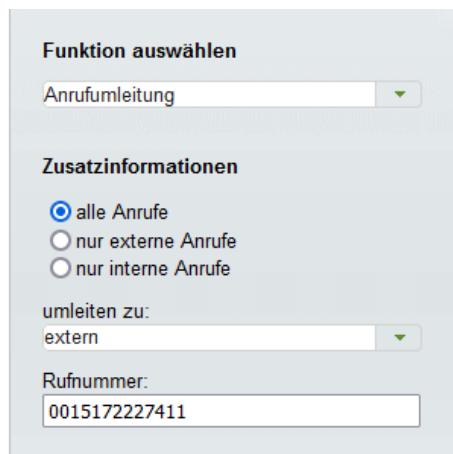 Funktion auswählen
Anrufumleitung
Zusatzinformationen
alle Anrufe
nur externe Anrufe
nur interne Anrufe
umleiten zu:
extern
Rufnummer:
0015172227411